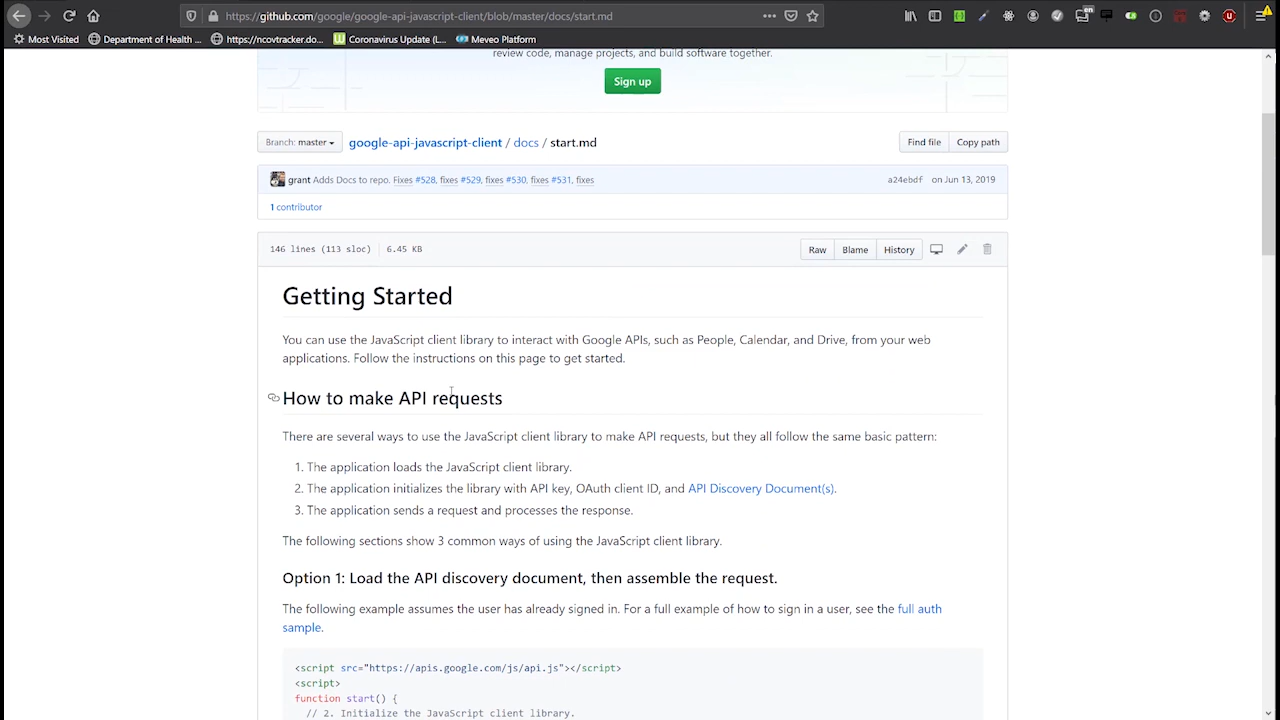 https://github.com/google/google-api-javascript-client/blob/master/docs/start.md
Most Visited Department of Health ... https://ncovtracker.do... Coronavirus Update (L... Meveo Platform
review code, manage projects, and build software together.
Sign up
Branch: master google-api-javascript-client / docs / start.md Find file Copy path
grant Adds Docs to repo. Fixes #528, fixes #529, fixes #530, fixes #531, fixes a24ebdf on Jun 13, 2019
1 contributor
146 lines (113 sloc) 6.45 KB Raw Blame History
Getting Started
You can use the JavaScript client library to interact with Google APIs, such as People, Calendar, and Drive, from your web
applications. Follow the instructions on this page to get started.
How to make API requests
There are several ways to use the JavaScript client library to make API requests, but they all follow the same basic pattern:
1. The application loads the JavaScript client library.
2. The application initializes the library with API key, OAuth client ID, and API Discovery Document(s).
3. The application sends a request and processes the response.
The following sections show 3 common ways of using the JavaScript client library.
Option 1: Load the API discovery document, then assemble the request.
The following example assumes the user has already signed in. For a full example of how to sign in a user, see the full auth
sample.
<script src="https://apis.google.com/js/api.js"></script>
<script>
function start() {
// 2. Initialize the JavaScript client library.